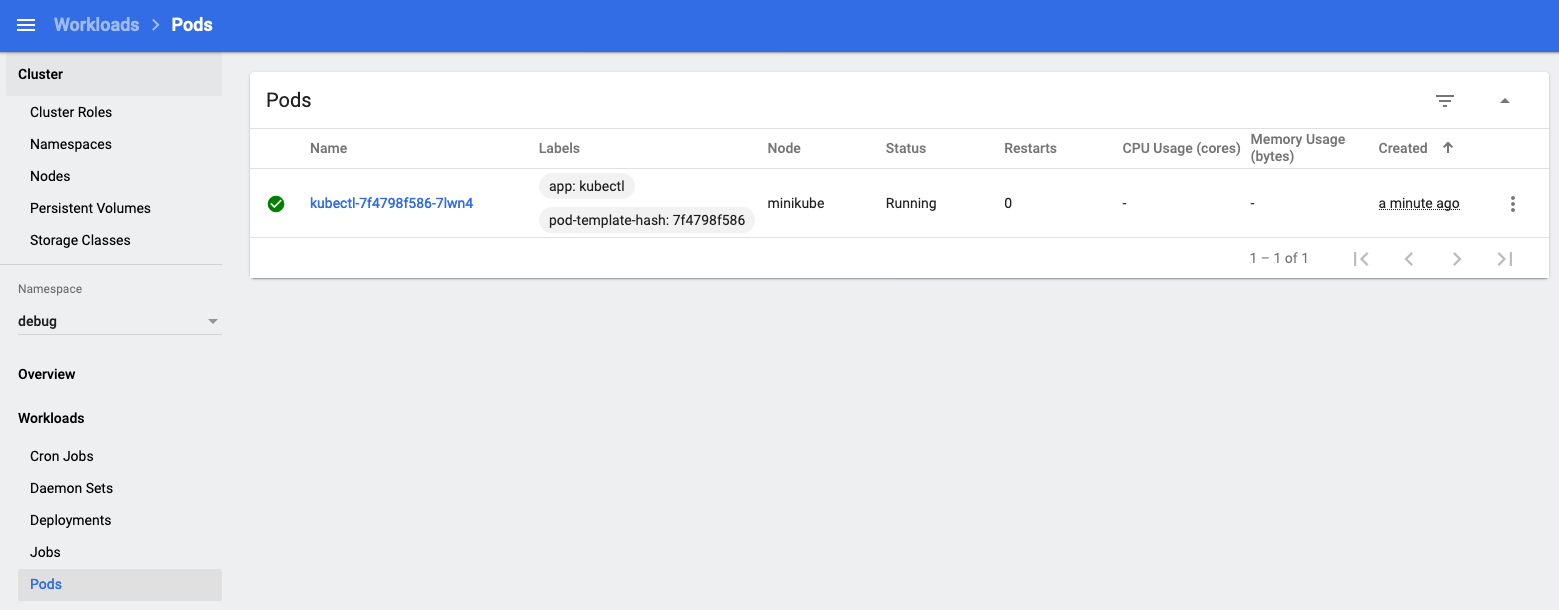 Workloads > Pods
Cluster
Cluster Roles
Namespaces
Nodes
Persistent Volumes
Storage Classes
Namespace
debug
Overview
Workloads
Cron Jobs
Daemon Sets
Deployments
Jobs
Pods
Pods
Name Labels Node Status Restarts CPU Usage (cores) Memory Usage (bytes) Created
kubectl-7f4798f586-7lwn4 app: kubectl pod-template-hash: 7f4798f586 minikube Running 0 - - a minute ago
1 – 1 of 1